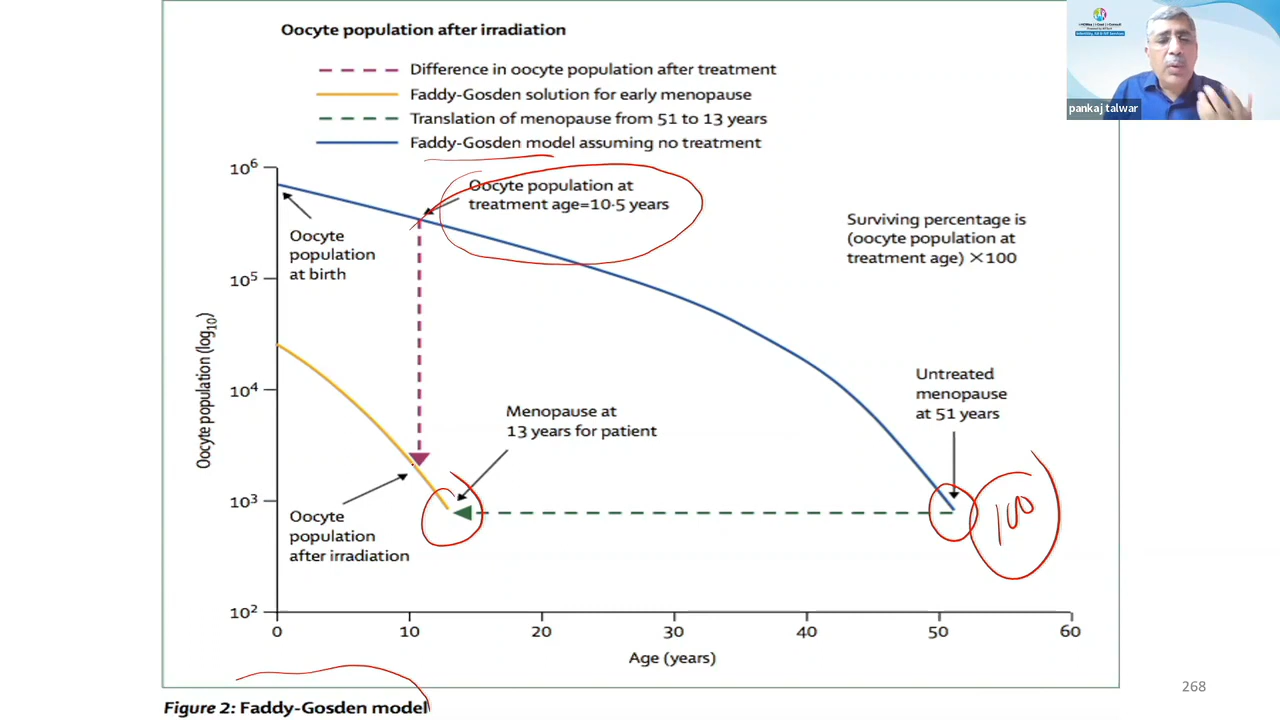 Oocyte population after irradiation
Difference in oocyte population after treatment
Faddy-Gosden solution for early menopause
Translation of menopause from 51 to 13 years
Faddy-Gosden model assuming no treatment
pankaj talwar
10⁶
10⁵
10⁴
10³
10²
Oocyte population (log₁₀)
Oocyte
population
at birth
Oocyte population at
treatment age=10·5 years
Surviving percentage is
(oocyte population at
treatment age) ×100
Untreated
menopause
at 51 years
Menopause at
13 years for patient
Oocyte
population
after irradiation
100
0 10 20 30 40 50 60
Age (years)
268
Figure 2: Faddy-Gosden model